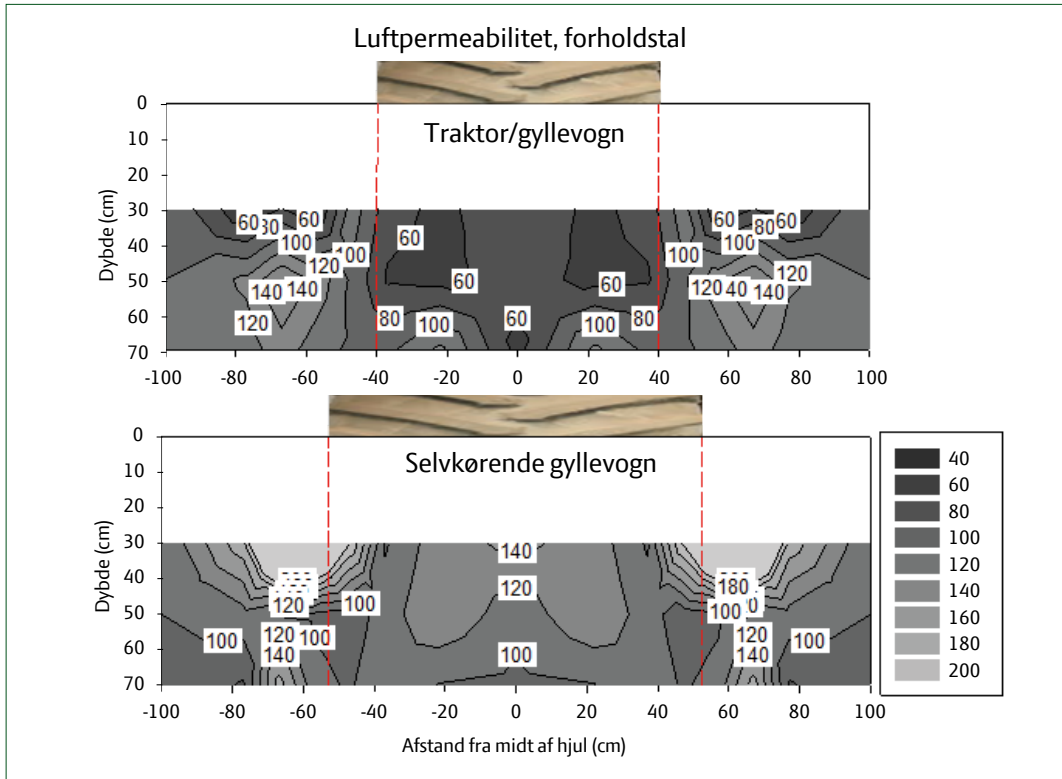 Luftpermeabilitet, forholdstal
Traktor/gyllevogn
Dybde (cm)
0
10
20
30
40
50
60
70
60 80 60 60 80 60
100 100
60 60
100 100
120 120
140 140 60 60 120 40 140
120 80 100 60 100 80
-100 -80 -60 -40 -20 0 20 40 60 80 100
Selvkørende gyllevogn
Dybde (cm)
0
10
20
30
40
50
60
70
140
120 180
120 100 100
100 120 100 120 100
140 100 140
-100 -80 -60 -40 -20 0 20 40 60 80 100
Afstand fra midt af hjul (cm)
40
60
80
100
120
140
160
180
200